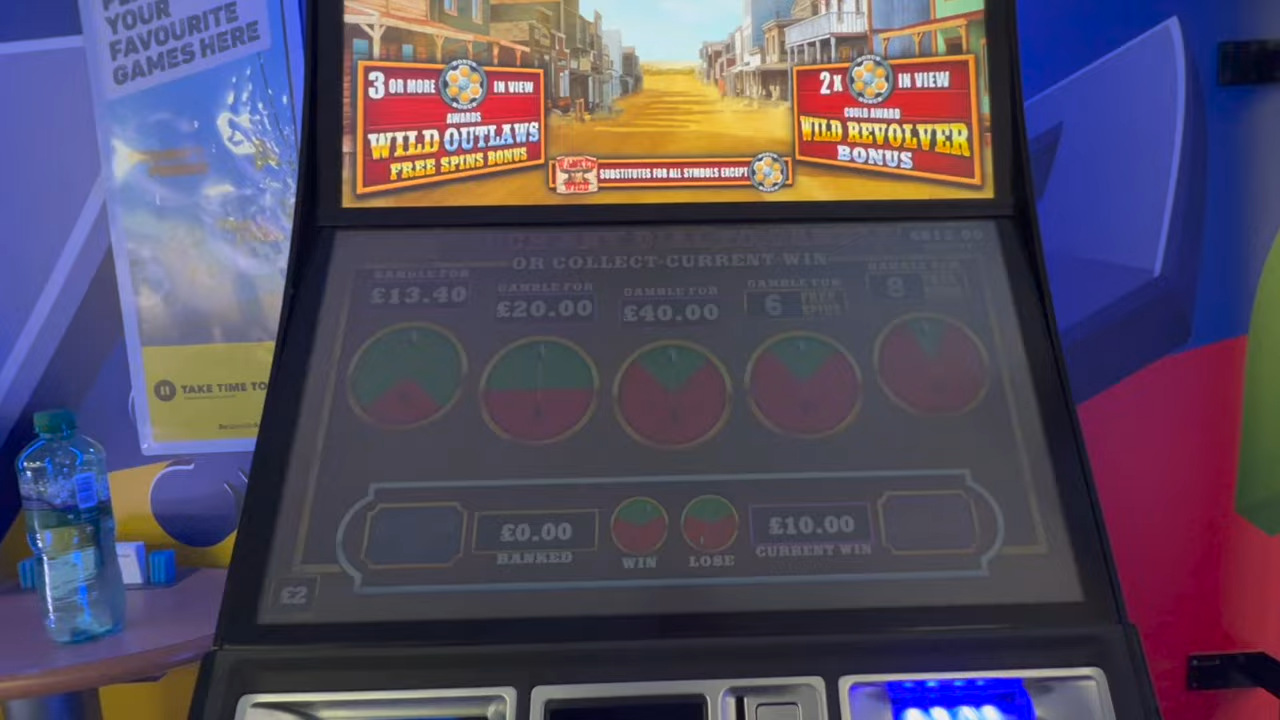 YOUR
FAVOURITE
GAMES HERE
3 OR MORE IN VIEW
AWARDS
WILD OUTLAWS
FREE SPINS BONUS
2 X IN VIEW
COULD AWARD
WILD REVOLVER
BONUS
WILD
SUBSTITUTES FOR ALL SYMBOLS EXCEPT
OR COLLECT CURRENT WIN
GAMBLE FOR
£13.40
GAMBLE FOR
£20.00
GAMBLE FOR
£40.00
GAMBLE FOR
6 FREE SPINS
GAMBLE FOR
8
TAKE TIME TO
£0.00
BANKED
WIN
LOSE
£10.00
CURRENT WIN
£2